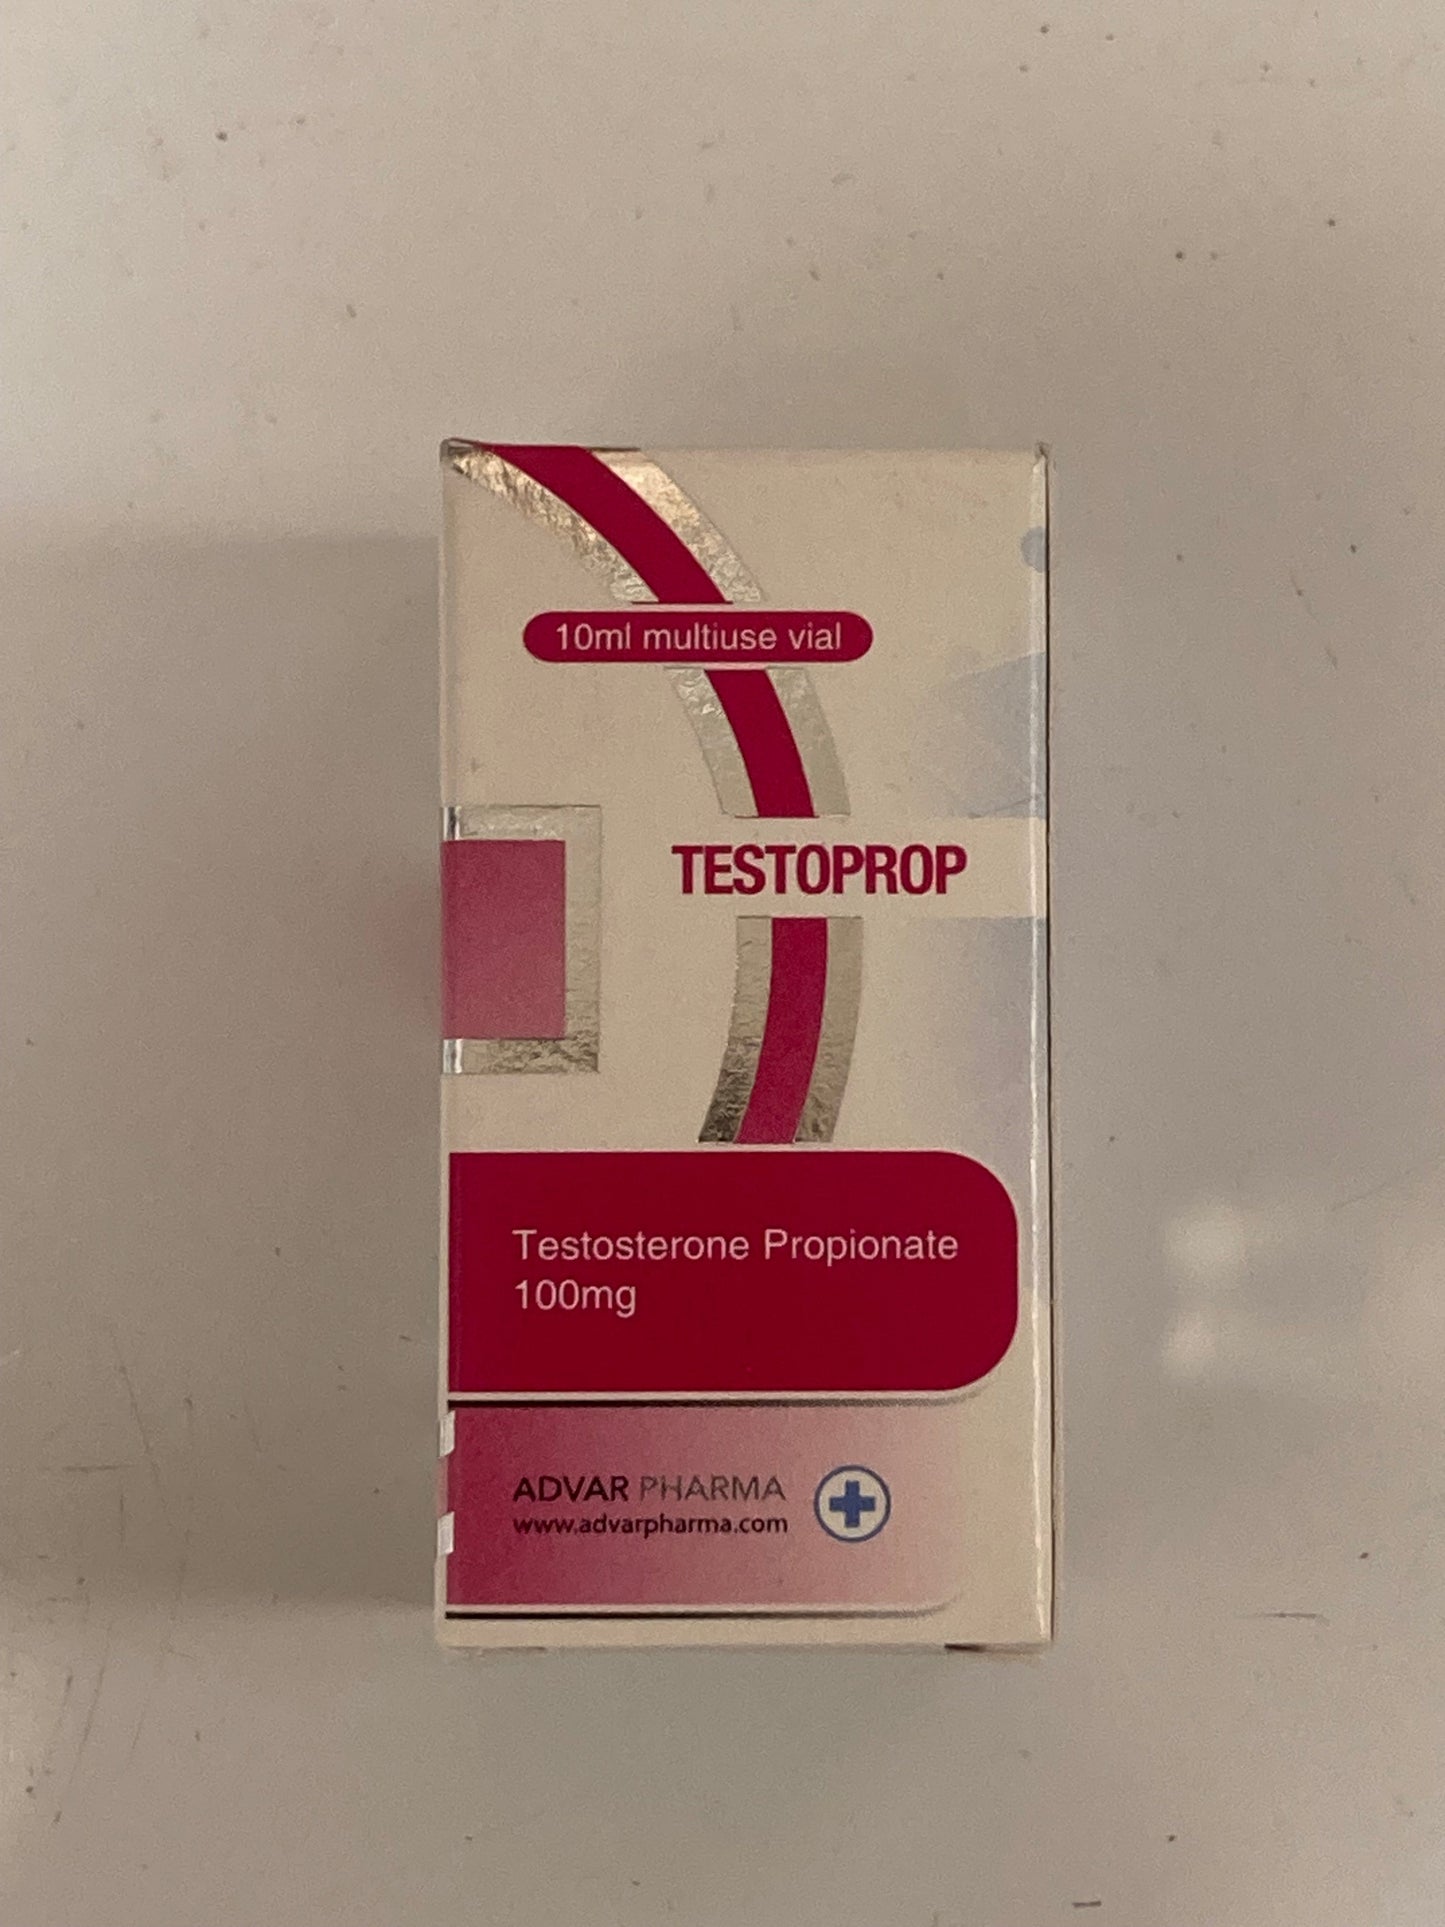 10ml multiuse vial
TESTOPROP
Testosterone Propionate
100mg
ADVAR PHARMA
www.advarpharma.com